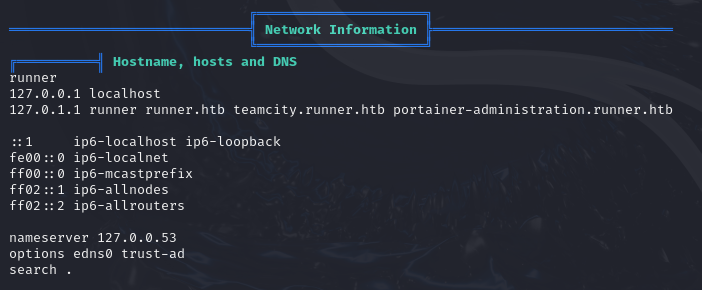 Network Information
Hostname, hosts and DNS
runner
127.0.0.1 localhost
127.0.1.1 runner runner.htb teamcity.runner.htb portainer-administration.runner.htb
::1     ip6-localhost ip6-loopback
fe00::0 ip6-localnet
ff00::0 ip6-mcastprefix
ff02::1 ip6-allnodes
ff02::2 ip6-allrouters
nameserver 127.0.0.53
options edns0 trust-ad
search .